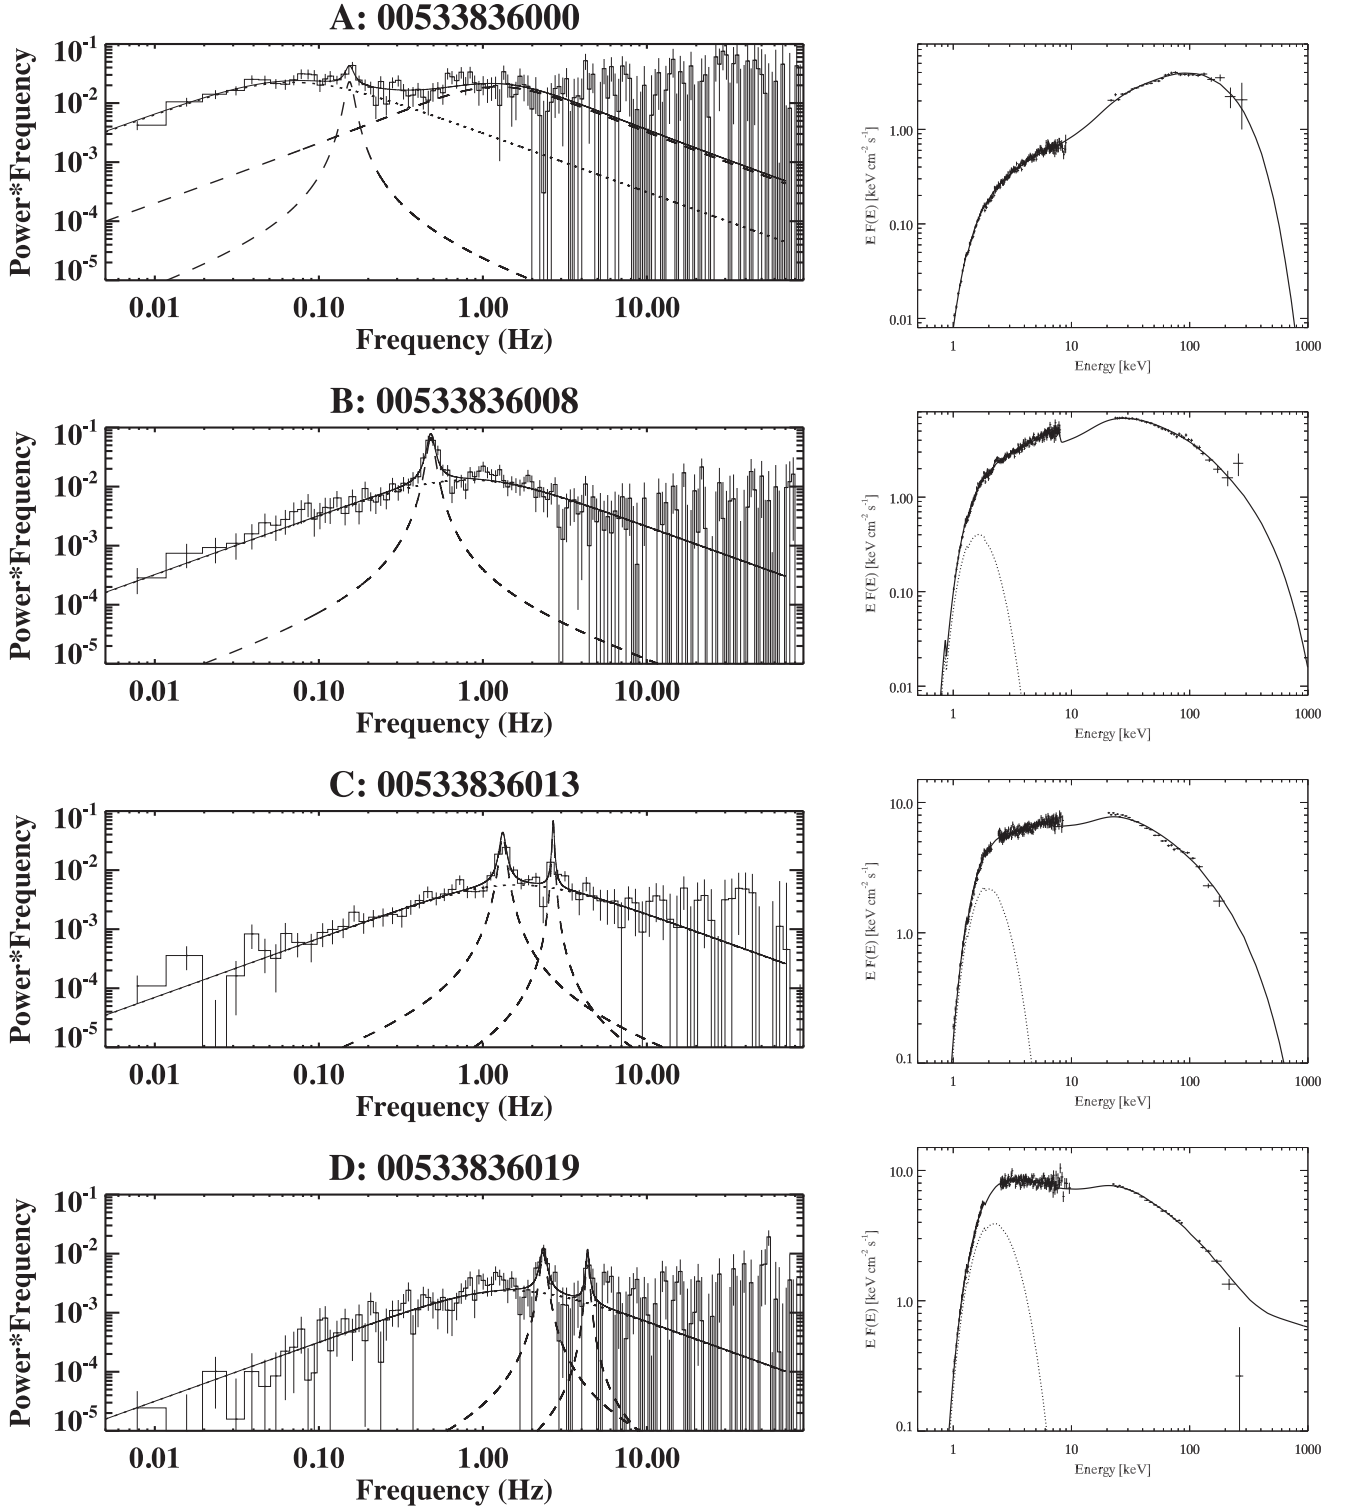 A: 00533836000
Power*Frequency
10-1
10-2
10-3
10-4
10-5
0.01 0.10 1.00 10.00
Frequency (Hz)
E F(E) [keV cm-2 s-1]
1.00
0.10
0.01
1 10 100 1000
Energy [keV]
B: 00533836008
Power*Frequency
10-1
10-2
10-3
10-4
10-5
0.01 0.10 1.00 10.00
Frequency (Hz)
E F(E) [keV cm-2 s-1]
1.00
0.10
0.01
1 10 100 1000
Energy [keV]
C: 00533836013
Power*Frequency
10-1
10-2
10-3
10-4
10-5
0.01 0.10 1.00 10.00
Frequency (Hz)
E F(E) [keV cm-2 s-1]
10.0
1.0
0.1
1 10 100 1000
Energy [keV]
D: 00533836019
Power*Frequency
10-1
10-2
10-3
10-4
10-5
0.01 0.10 1.00 10.00
Frequency (Hz)
E F(E) [keV cm-2 s-1]
10.0
1.0
0.1
1 10 100 1000
Energy [keV]